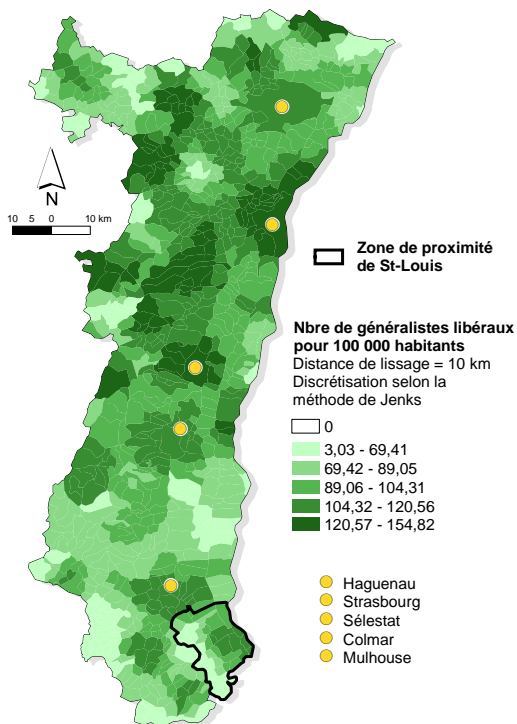 N
10 5 0 10 km
Zone de proximité
de St-Louis
Nbre de généralistes libéraux
pour 100 000 habitants
Distance de lissage = 10 km
Discrétisation selon la
méthode de Jenks
0
3,03 - 69,41
69,42 - 89,05
89,06 - 104,31
104,32 - 120,56
120,57 - 154,82
Haguenau
Strasbourg
Sélestat
Colmar
Mulhouse